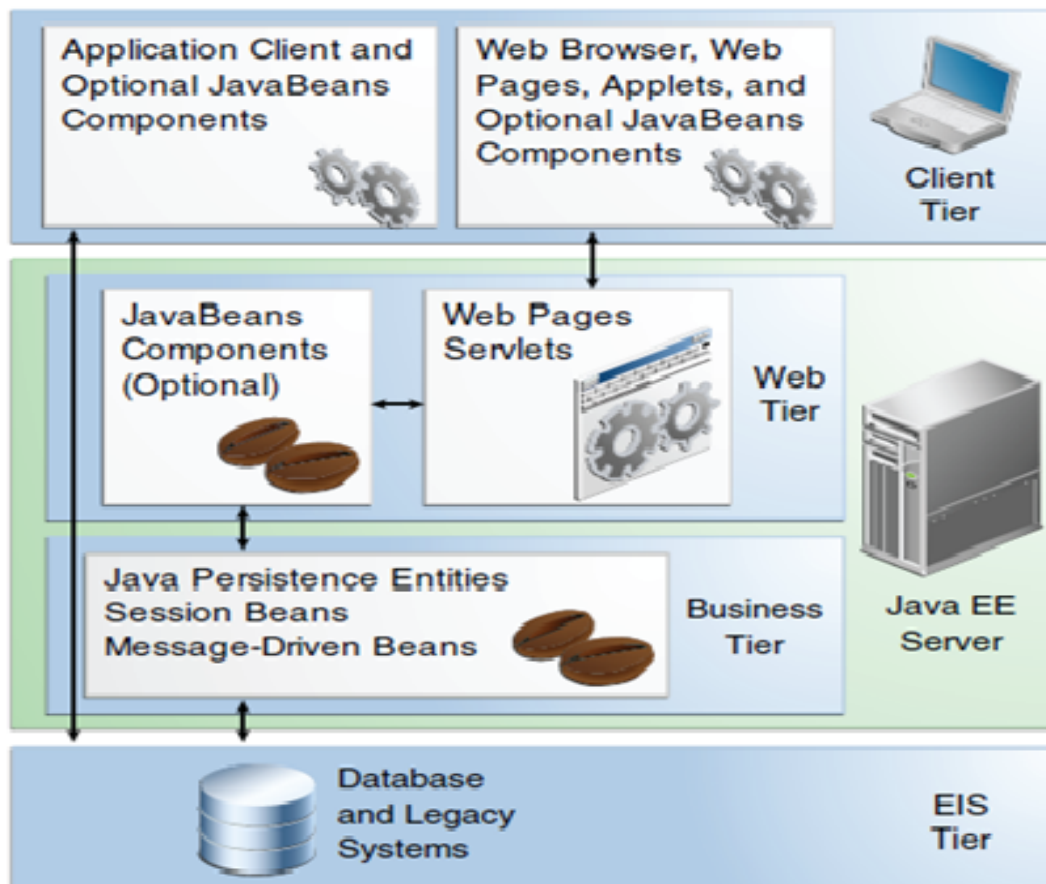 Application Client and
Optional JavaBeans
Components
Web Browser, Web
Pages, Applets, and
Optional JavaBeans
Components
Client
Tier
JavaBeans
Components
(Optional)
Web Pages
Servlets
Web
Tier
Java Persistence Entities
Session Beans
Message-Driven Beans
Business
Tier
Java EE
Server
Database
and Legacy
Systems
EIS
Tier